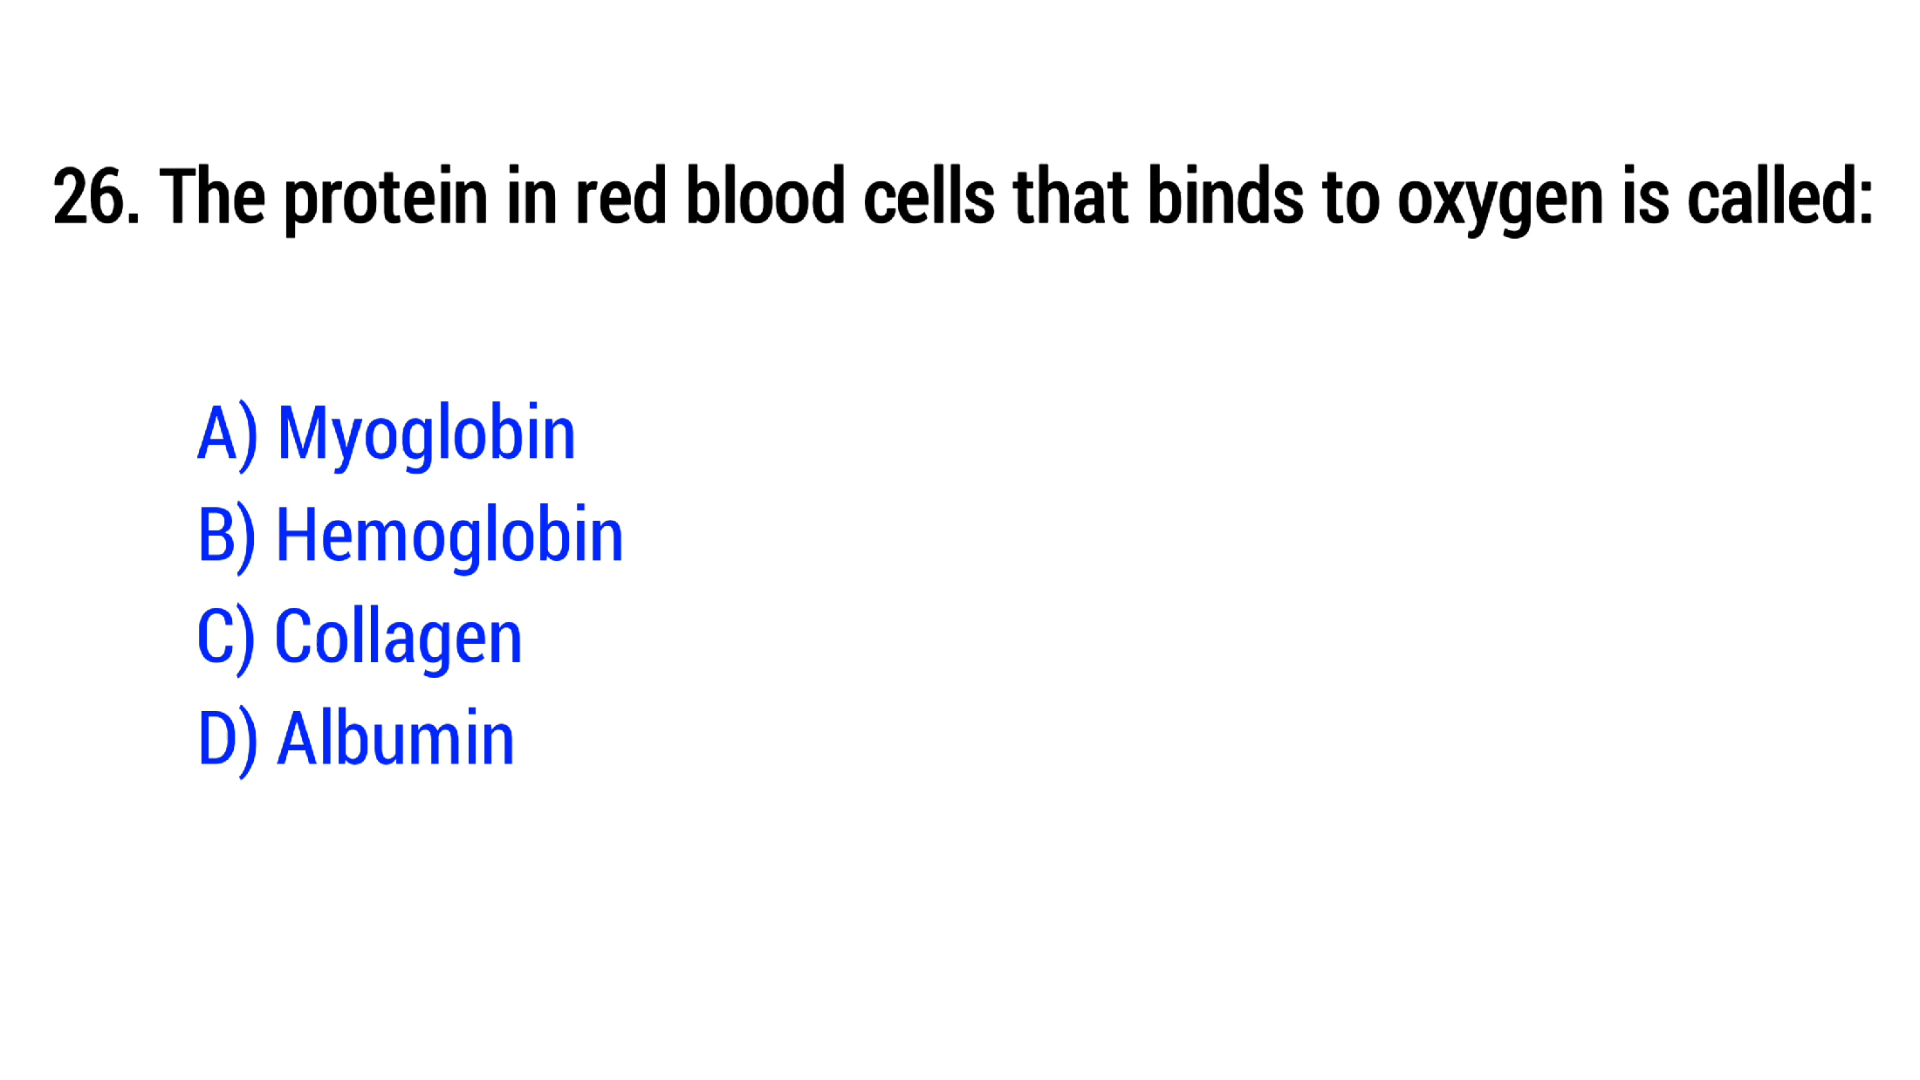 26. The protein in red blood cells that binds to oxygen is called:
A) Myoglobin
B) Hemoglobin
C) Collagen
D) Albumin